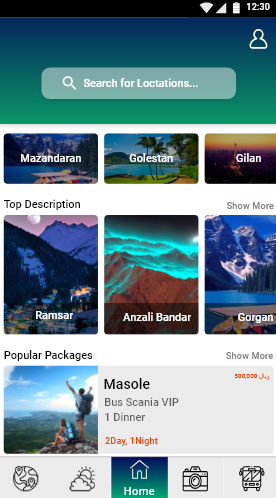 12:30
Search for Loctations...
Mazandaran
Golestan
Gilan
Top Description
Show More
Ramsar
Anzali Bandar
Gorgan
Popular Packages
Show More
Masole
500,000 ریال
Bus Scania VIP
1 Dinner
2Day, 1Night
Home